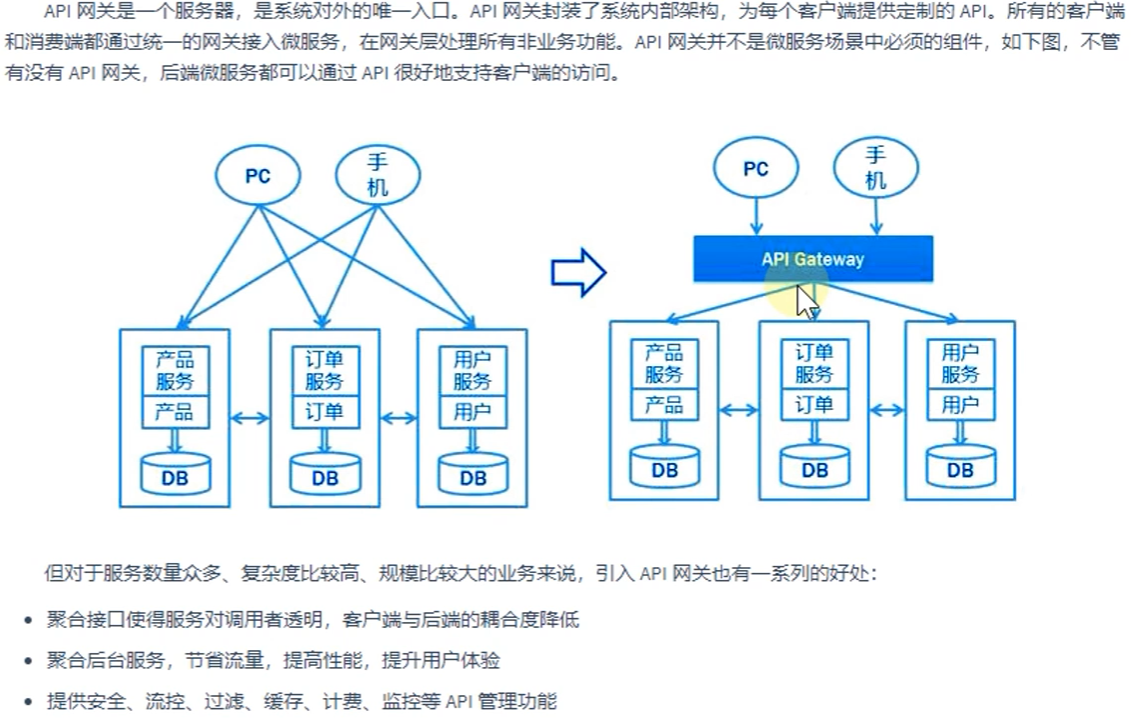 API 网关是一个服务器，是系统对外的唯一入口。API 网关封装了系统内部架构，为每个客户端提供定制的 API。所有的客户端
和消费端都通过统一的网关接入微服务，在网关层处理所有非业务功能。API 网关并不是微服务场景中必须的组件，如下图，不管
有没有 API 网关，后端微服务都可以通过 API 很好地支持客户端的访问。
PC
手
机
产品
服务
产品
DB
订单
服务
订单
DB
用户
服务
用户
DB
PC
手
机
API Gateway
产品
服务
产品
DB
订单
服务
订单
DB
用户
服务
用户
DB
但对于服务数量众多、复杂度比较高、规模比较大的业务来说，引入 API 网关也有一系列的好处：
• 聚合接口使得服务对调用者透明，客户端与后端的耦合度降低
• 聚合后台服务，节省流量，提高性能，提升用户体验
• 提供安全、流控、过滤、缓存、计费、监控等 API 管理功能